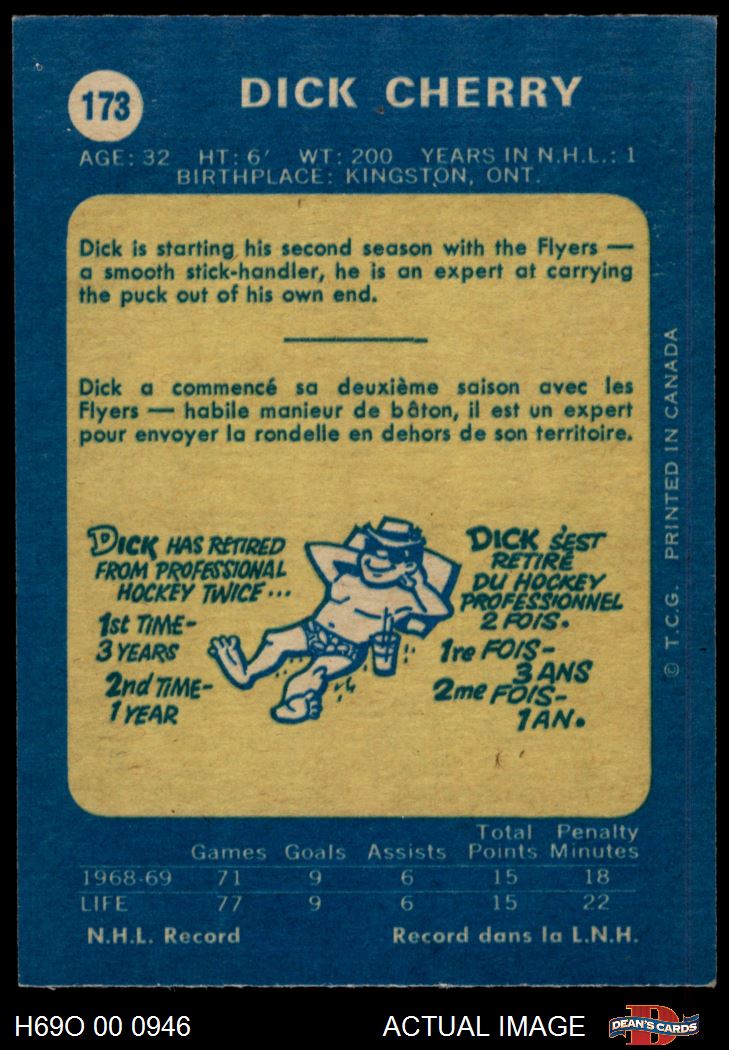 173
DICK CHERRY
AGE: 32 HT: 6' WT: 200 YEARS IN N.H.L.: 1
BIRTHPLACE: KINGSTON, ONT.
Dick is starting his second season with the Flyers —
a smooth stick-handler, he is an expert at carrying
the puck out of his own end.
Dick a commencé sa deuxième saison avec les
Flyers — habile manieur de bâton, il est un expert
pour envoyer la rondelle en dehors de son territoire.
DICK HAS RETIRED
FROM PROFESSIONAL
HOCKEY TWICE...
1st TIME-
3 YEARS
2nd TIME-
1 YEAR
DICK S'EST
RETIRÉ
DU HOCKEY
PROFESSIONNEL
2 FOIS.
1re FOIS-
3 ANS
2me FOIS-
1 AN.
© T.C.G. PRINTED IN CANADA
Total Penalty
Games Goals Assists Points Minutes
1968-69 71 9 6 15 18
LIFE 77 9 6 15 22
N.H.L. Record Record dans la L.N.H.
H69O 00 0946 ACTUAL IMAGE
D
DEAN'S CARDS